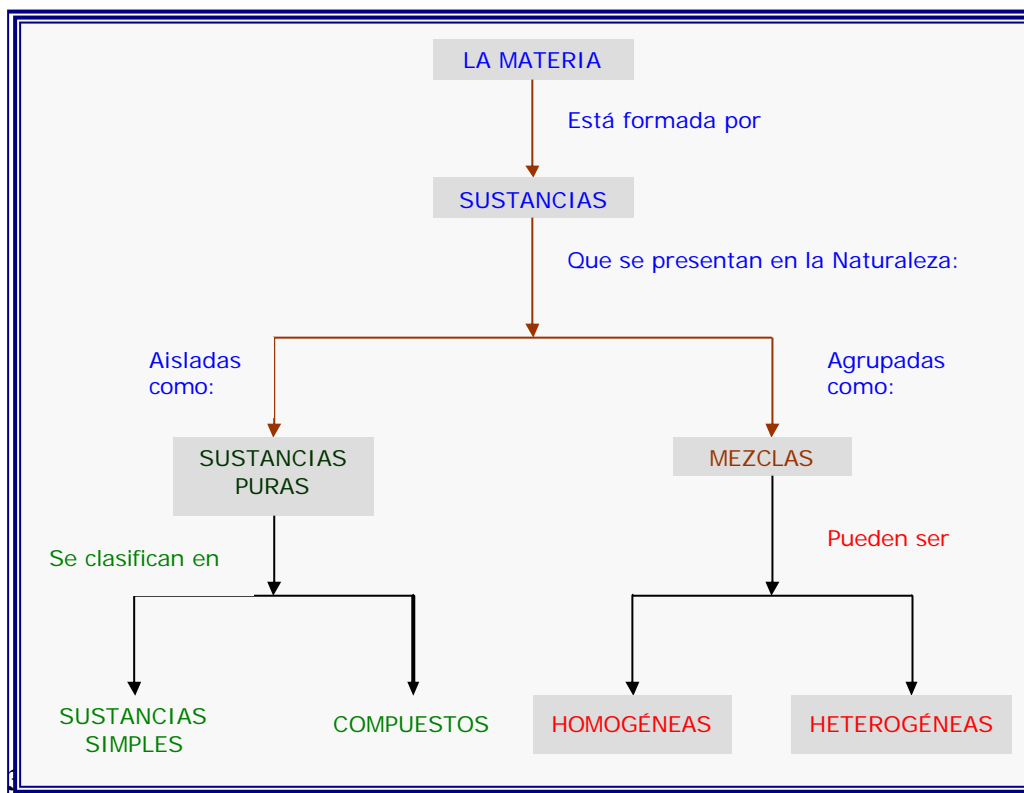 LA MATERIA
Está formada por
SUSTANCIAS
Que se presentan en la Naturaleza:
Aisladas
como:
Agrupadas
como:
SUSTANCIAS
PURAS
MEZCLAS
Se clasifican en
Pueden ser
SUSTANCIAS
SIMPLES
COMPUESTOS
HOMOGÉNEAS
HETEROGÉNEAS